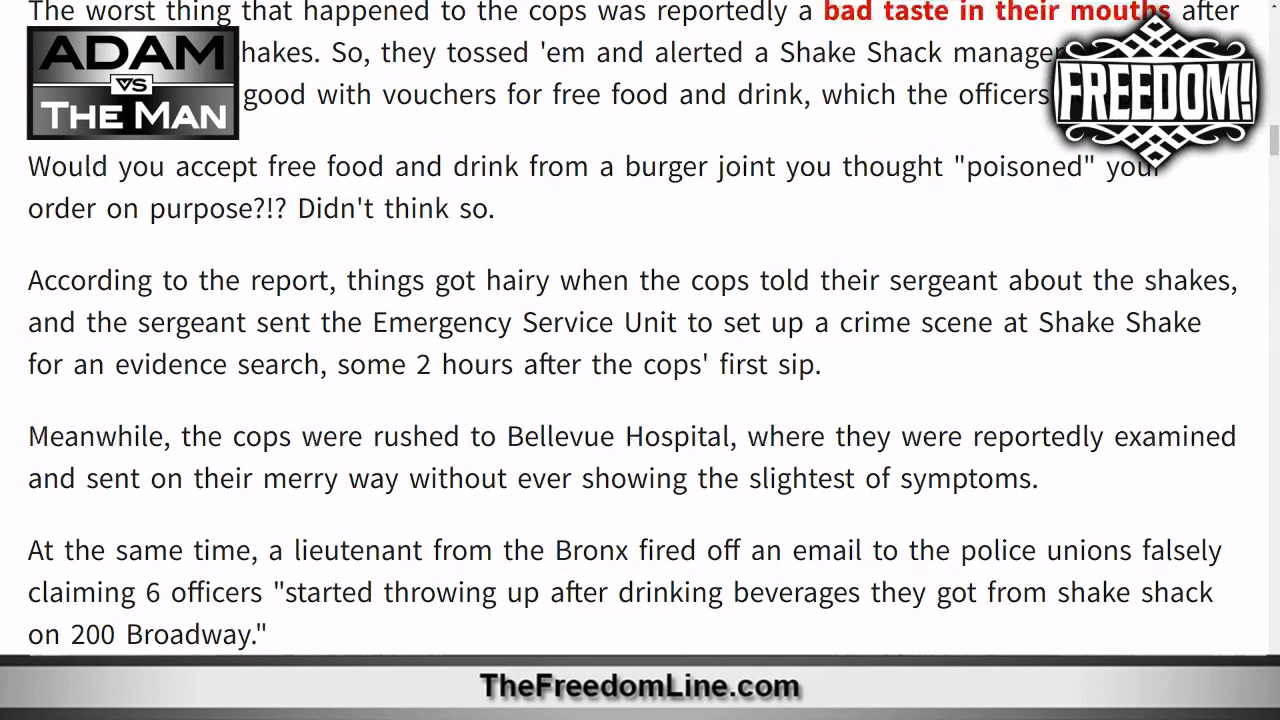 The worst thing that happened to the cops was reportedly a bad taste in their mouths after
hakes. So, they tossed 'em and alerted a Shake Shack manage
good with vouchers for free food and drink, which the officers
ADAM
VS
THE MAN
FREEDOM!
Would you accept free food and drink from a burger joint you thought "poisoned" your
order on purpose?!? Didn't think so.
According to the report, things got hairy when the cops told their sergeant about the shakes,
and the sergeant sent the Emergency Service Unit to set up a crime scene at Shake Shake
for an evidence search, some 2 hours after the cops' first sip.
Meanwhile, the cops were rushed to Bellevue Hospital, where they were reportedly examined
and sent on their merry way without ever showing the slightest of symptoms.
At the same time, a lieutenant from the Bronx fired off an email to the police unions falsely
claiming 6 officers "started throwing up after drinking beverages they got from shake shack
on 200 Broadway."
TheFreedomLine.com